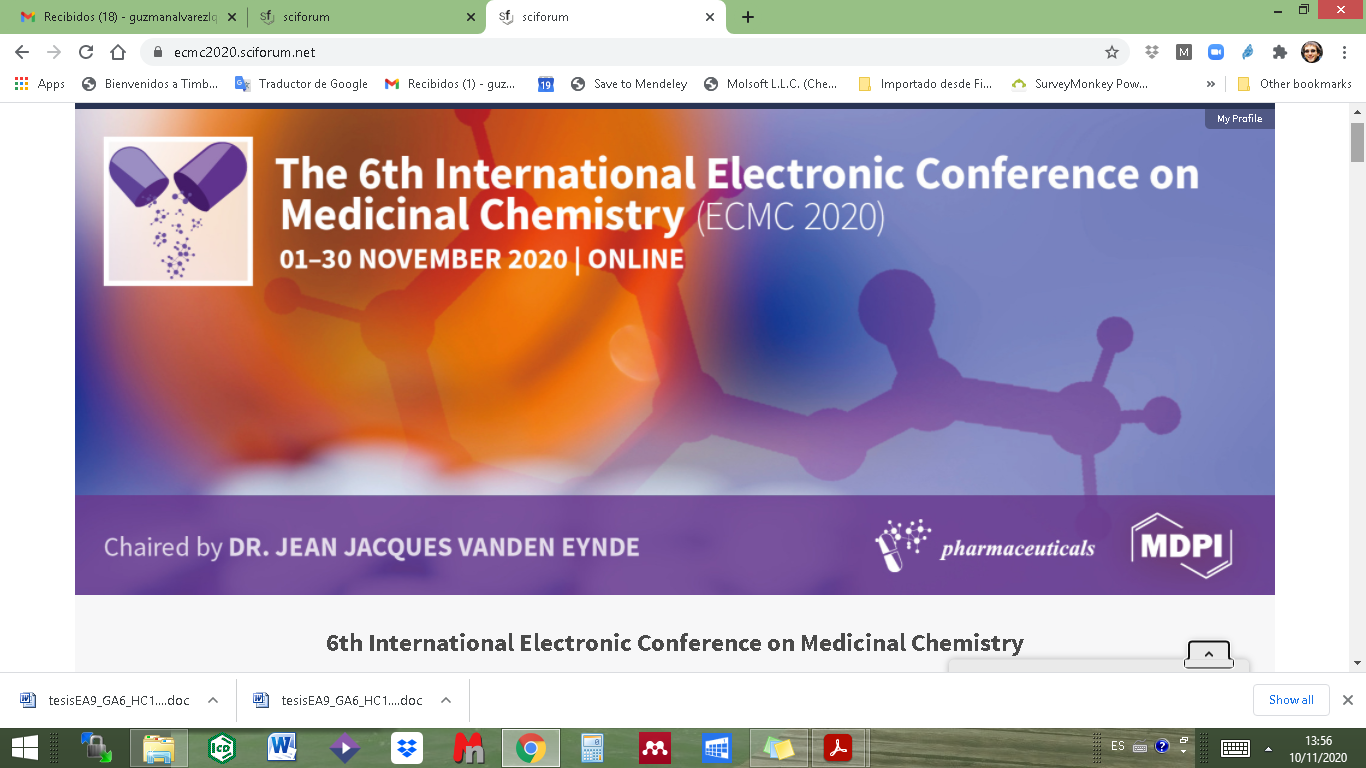 Recibidos (18) - guzmanalvarezlq
sciforum
sciforum
ecmc2020.sciforum.net
M
Apps
Bienvenidos a Timb...
Traductor de Google
Recibidos (1) - guz...
19
Save to Mendeley
Molsoft L.L.C. (Che...
Importado desde Fi...
SurveyMonkey Pow...
»
Other bookmarks
My Profile
The 6th International Electronic Conference on
Medicinal Chemistry (ECMC 2020)
01–30 NOVEMBER 2020 | ONLINE
Chaired by DR. JEAN JACQUES VANDEN EYNDE
pharmaceuticals
MDPI
6th International Electronic Conference on Medicinal Chemistry
tesisEA9_GA6_HC1....doc
tesisEA9_GA6_HC1....doc
Show all
ICD
ES
13:56
10/11/2020